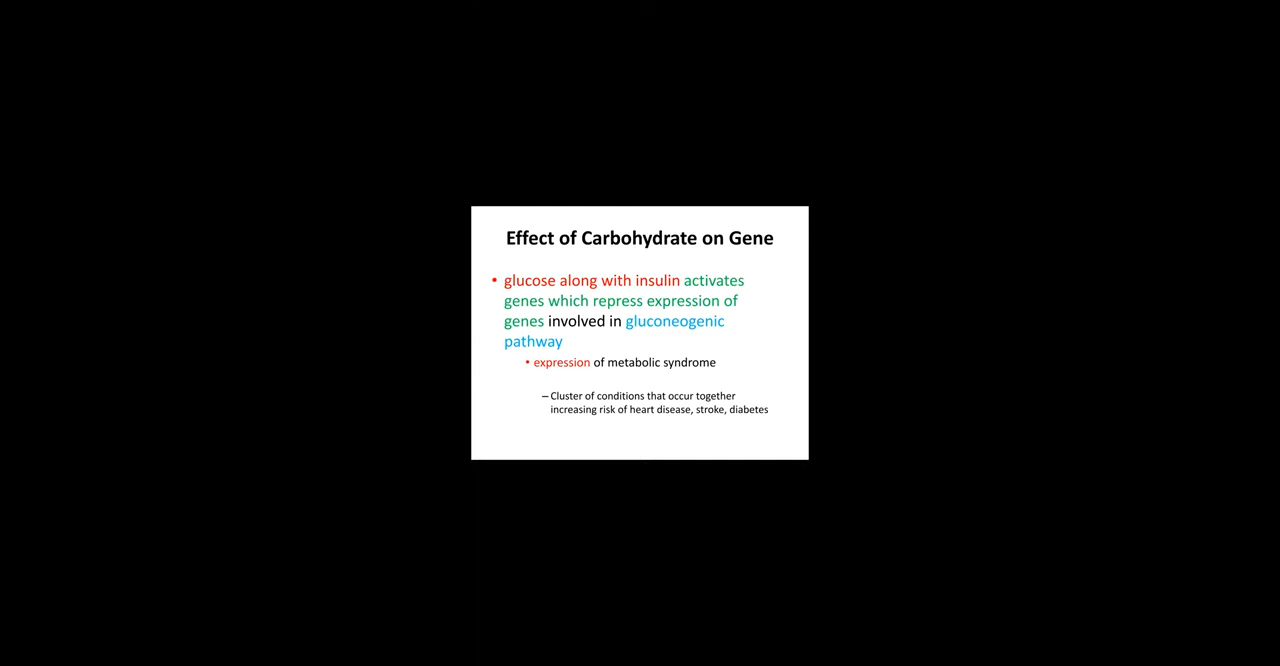 Effect of Carbohydrate on Gene
• glucose along with insulin activates
genes which repress expression of
genes involved in gluconeogenic
pathway
• expression of metabolic syndrome
– Cluster of conditions that occur together
increasing risk of heart disease, stroke, diabetes